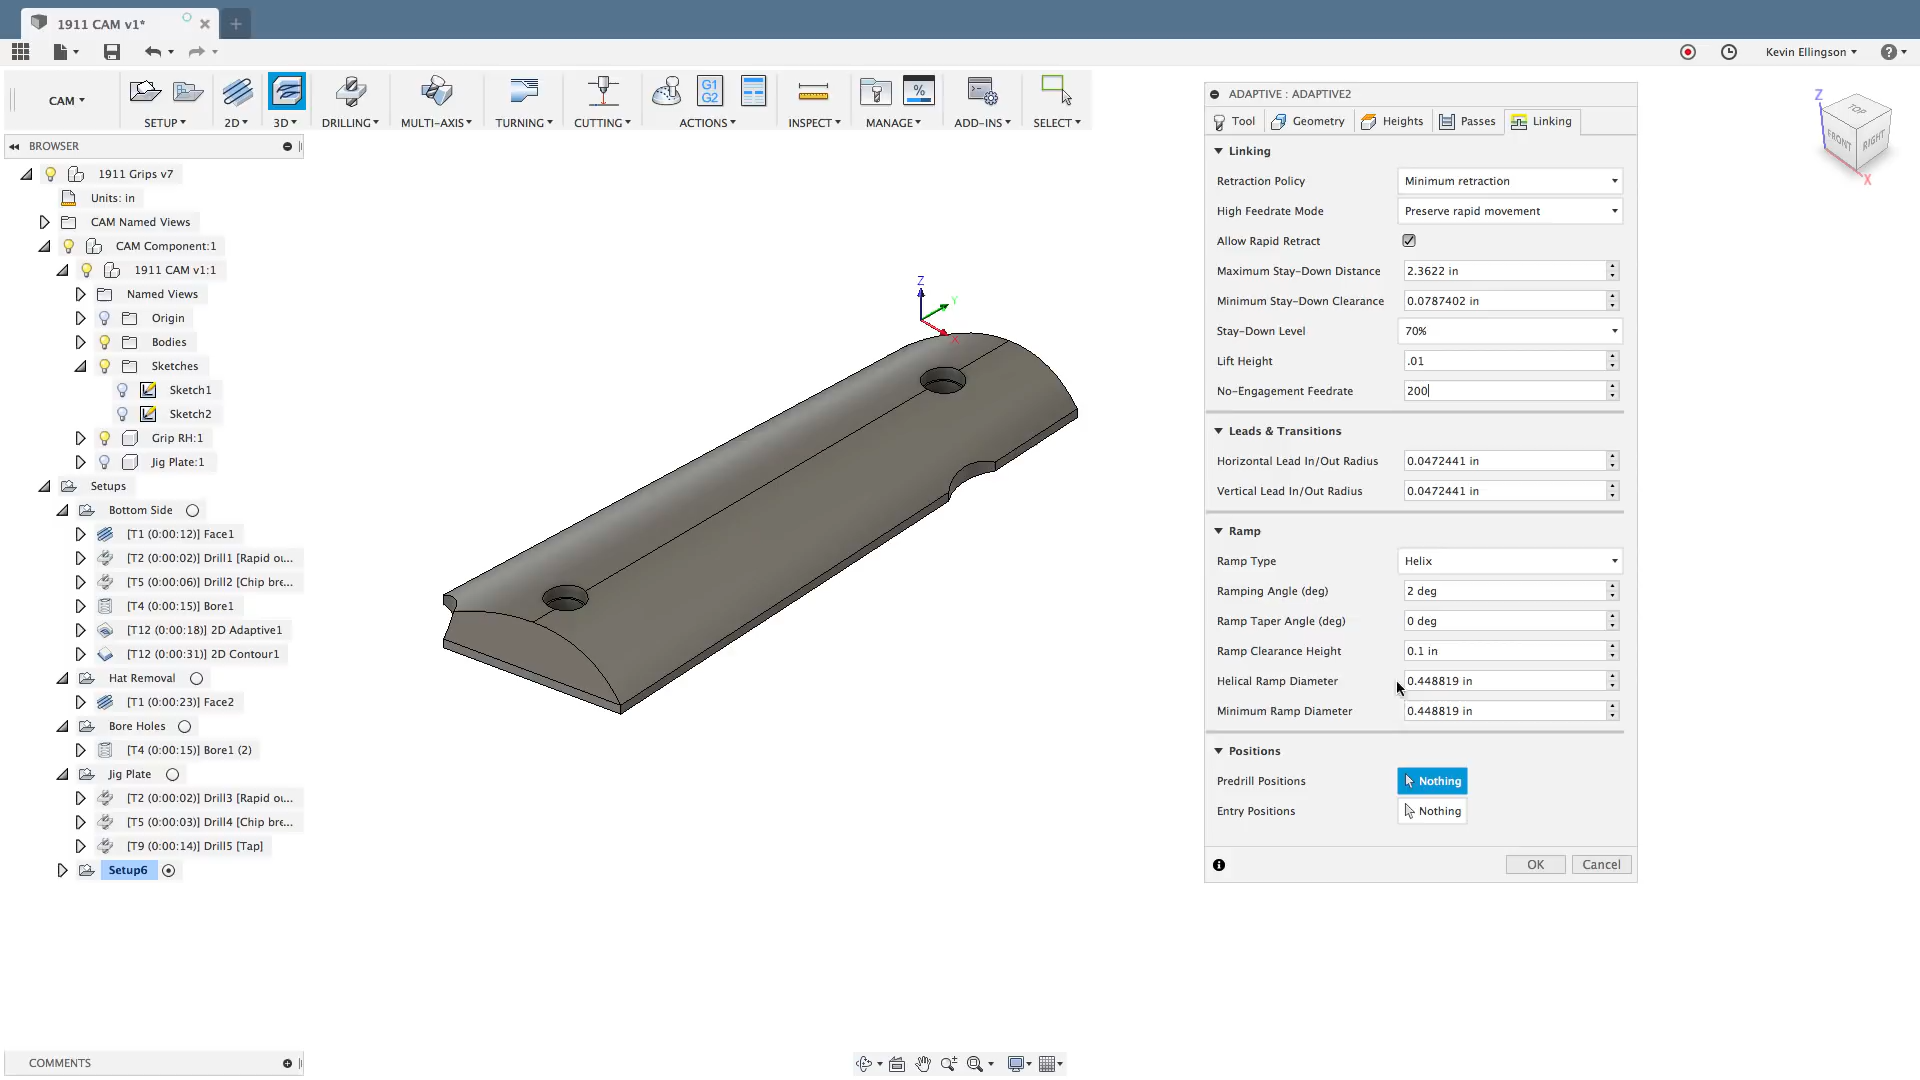 1911 CAM v1*
Kevin Ellingson
CAM
SETUP
2D
3D
DRILLING
MULTI-AXIS
TURNING
CUTTING
G1
G2
ACTIONS
INSPECT
%
MANAGE
ADD-INS
SELECT
BROWSER
1911 Grips v7
Units: in
CAM Named Views
CAM Component:1
1911 CAM v1:1
Named Views
Origin
Bodies
Sketches
Sketch1
Sketch2
Grip RH:1
Jig Plate:1
Setups
Bottom Side
[T1 (0:00:12)] Face1
[T2 (0:00:02)] Drill1 [Rapid ou...
[T5 (0:00:06)] Drill2 [Chip bre...
[T4 (0:00:15)] Bore1
[T12 (0:00:18)] 2D Adaptive1
[T12 (0:00:31)] 2D Contour1
Hat Removal
[T1 (0:00:23)] Face2
Bore Holes
[T4 (0:00:15)] Bore1 (2)
Jig Plate
[T2 (0:00:02)] Drill3 [Rapid ou...
[T5 (0:00:03)] Drill4 [Chip bre...
[T9 (0:00:14)] Drill5 [Tap]
Setup6
COMMENTS
Z
Y
X
ADAPTIVE : ADAPTIVE2
Tool
Geometry
Heights
Passes
Linking
Linking
Retraction Policy Minimum retraction
High Feedrate Mode Preserve rapid movement
Allow Rapid Retract
Maximum Stay-Down Distance 2.3622 in
Minimum Stay-Down Clearance 0.0787402 in
Stay-Down Level 70%
Lift Height .01
No-Engagement Feedrate 200
Leads & Transitions
Horizontal Lead In/Out Radius 0.0472441 in
Vertical Lead In/Out Radius 0.0472441 in
Ramp
Ramp Type Helix
Ramping Angle (deg) 2 deg
Ramp Taper Angle (deg) 0 deg
Ramp Clearance Height 0.1 in
Helical Ramp Diameter 0.448819 in
Minimum Ramp Diameter 0.448819 in
Positions
Predrill Positions Nothing
Entry Positions Nothing
OK
Cancel
Z
TOP
FRONT
RIGHT
X